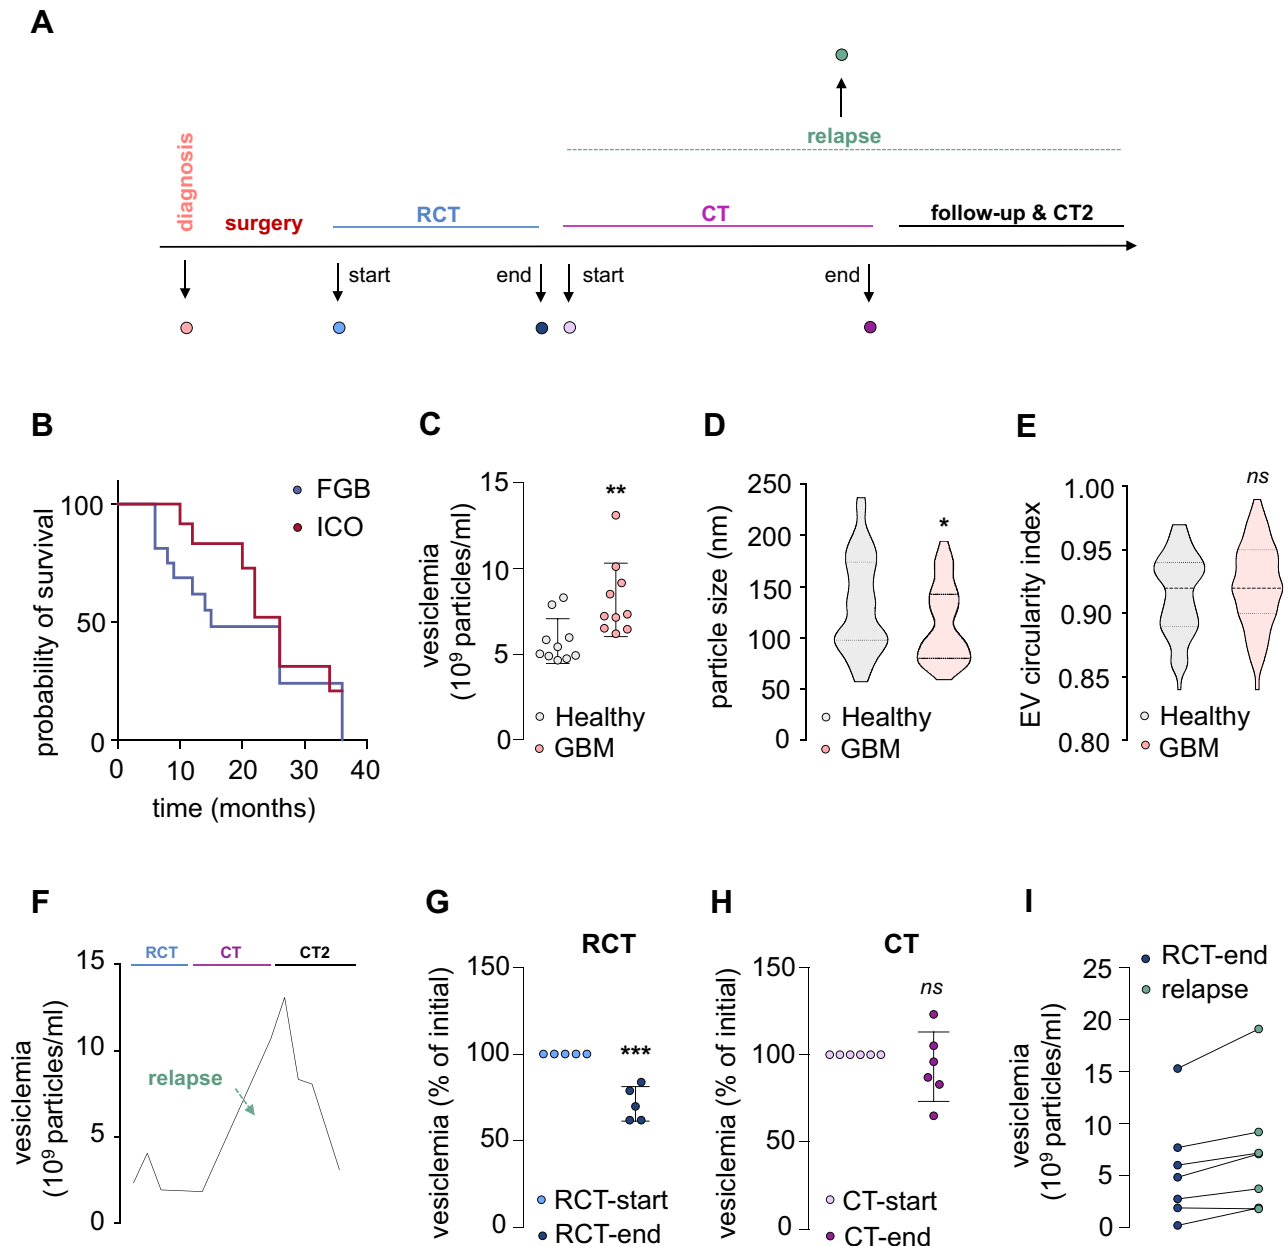 A
diagnosis
surgery
RCT
CT
relapse
follow-up & CT2
start
end
start
end
B
probability of survival
100
50
0
0
10
20
30
40
time (months)
FGB
ICO
C
vesiclemia
(10⁹ particles/ml)
15
10
5
0
**
Healthy
GBM
D
particle size (nm)
250
200
150
100
50
0
*
Healthy
GBM
E
EV circularity index
1.00
0.95
0.90
0.85
0.80
ns
Healthy
GBM
F
vesiclemia
(10⁹ particles/ml)
15
10
5
0
RCT
CT
CT2
relapse
G
RCT
vesiclemia (% of initial)
150
100
50
0
***
RCT-start
RCT-end
H
CT
vesiclemia (% of initial)
150
100
50
0
ns
CT-start
CT-end
I
vesiclemia
(10⁹ particles/ml)
25
20
15
10
5
0
RCT-end
relapse